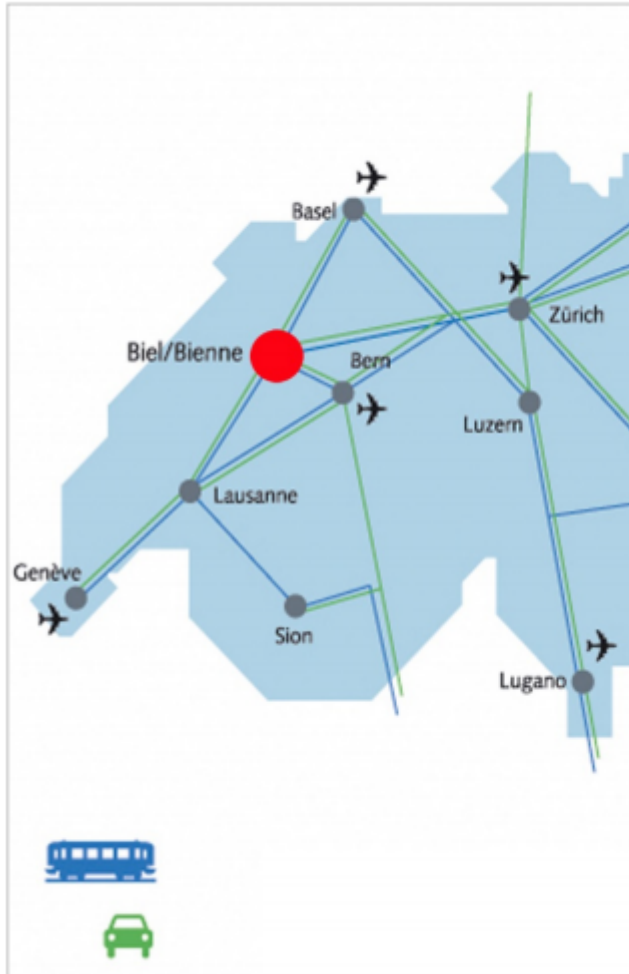 Basel
Zürich
Biel/Bienne
Bern
Luzern
Lausanne
Genève
Sion
Lugano